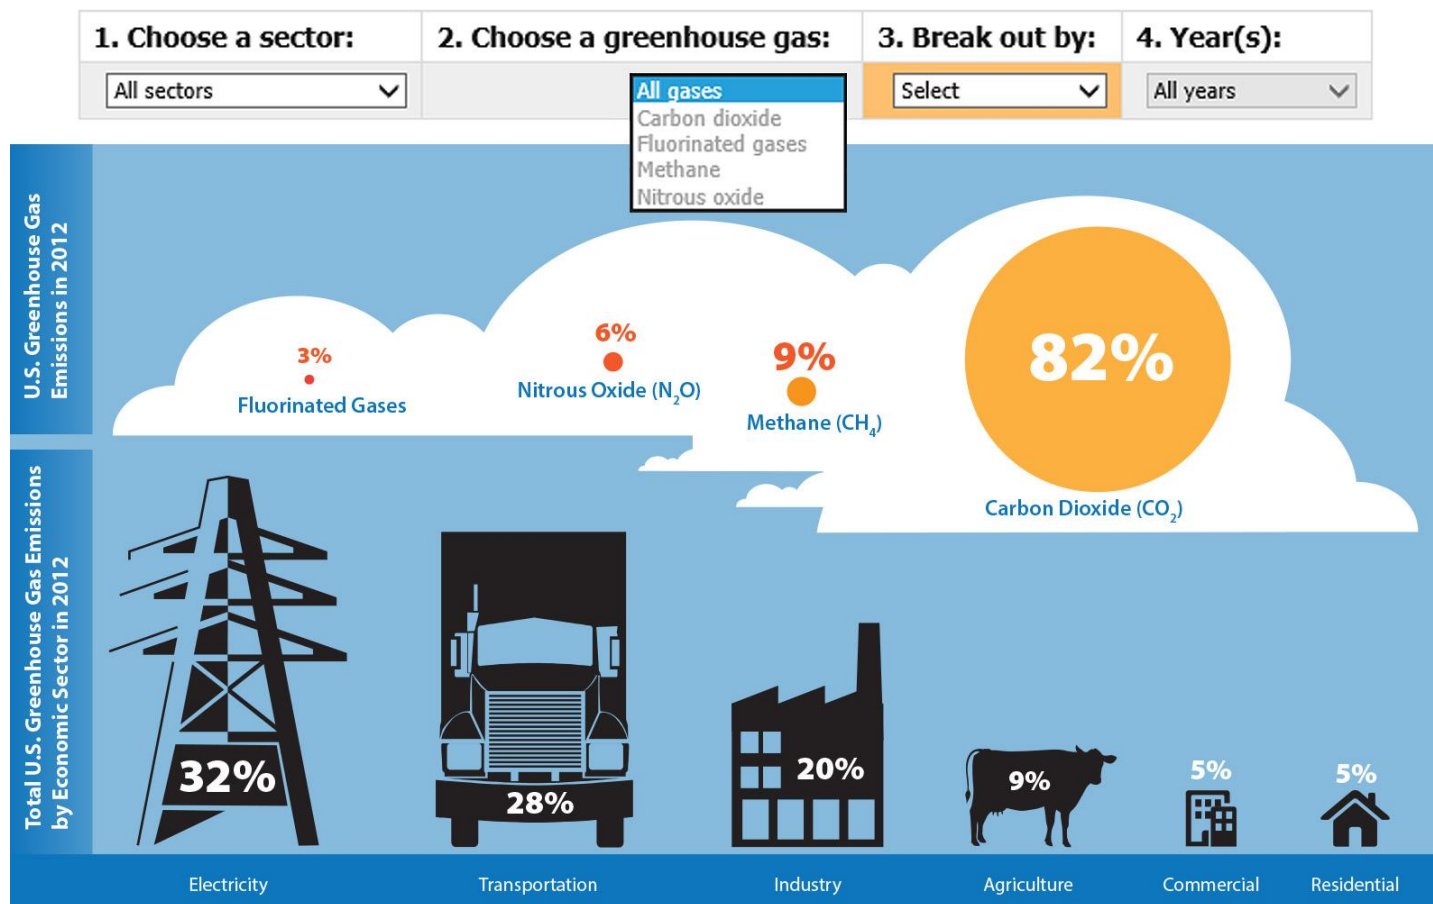 1. Choose a sector:
2. Choose a greenhouse gas:
3. Break out by:
4. Year(s):
All sectors
All gases
Carbon dioxide
Fluorinated gases
Methane
Nitrous oxide
Select
All years
U.S. Greenhouse Gas
Emissions in 2012
3%
Fluorinated Gases
6%
Nitrous Oxide (N₂O)
9%
Methane (CH₄)
82%
Carbon Dioxide (CO₂)
Total U.S. Greenhouse Gas Emissions
by Economic Sector in 2012
32%
28%
20%
9%
5%
5%
Electricity
Transportation
Industry
Agriculture
Commercial
Residential